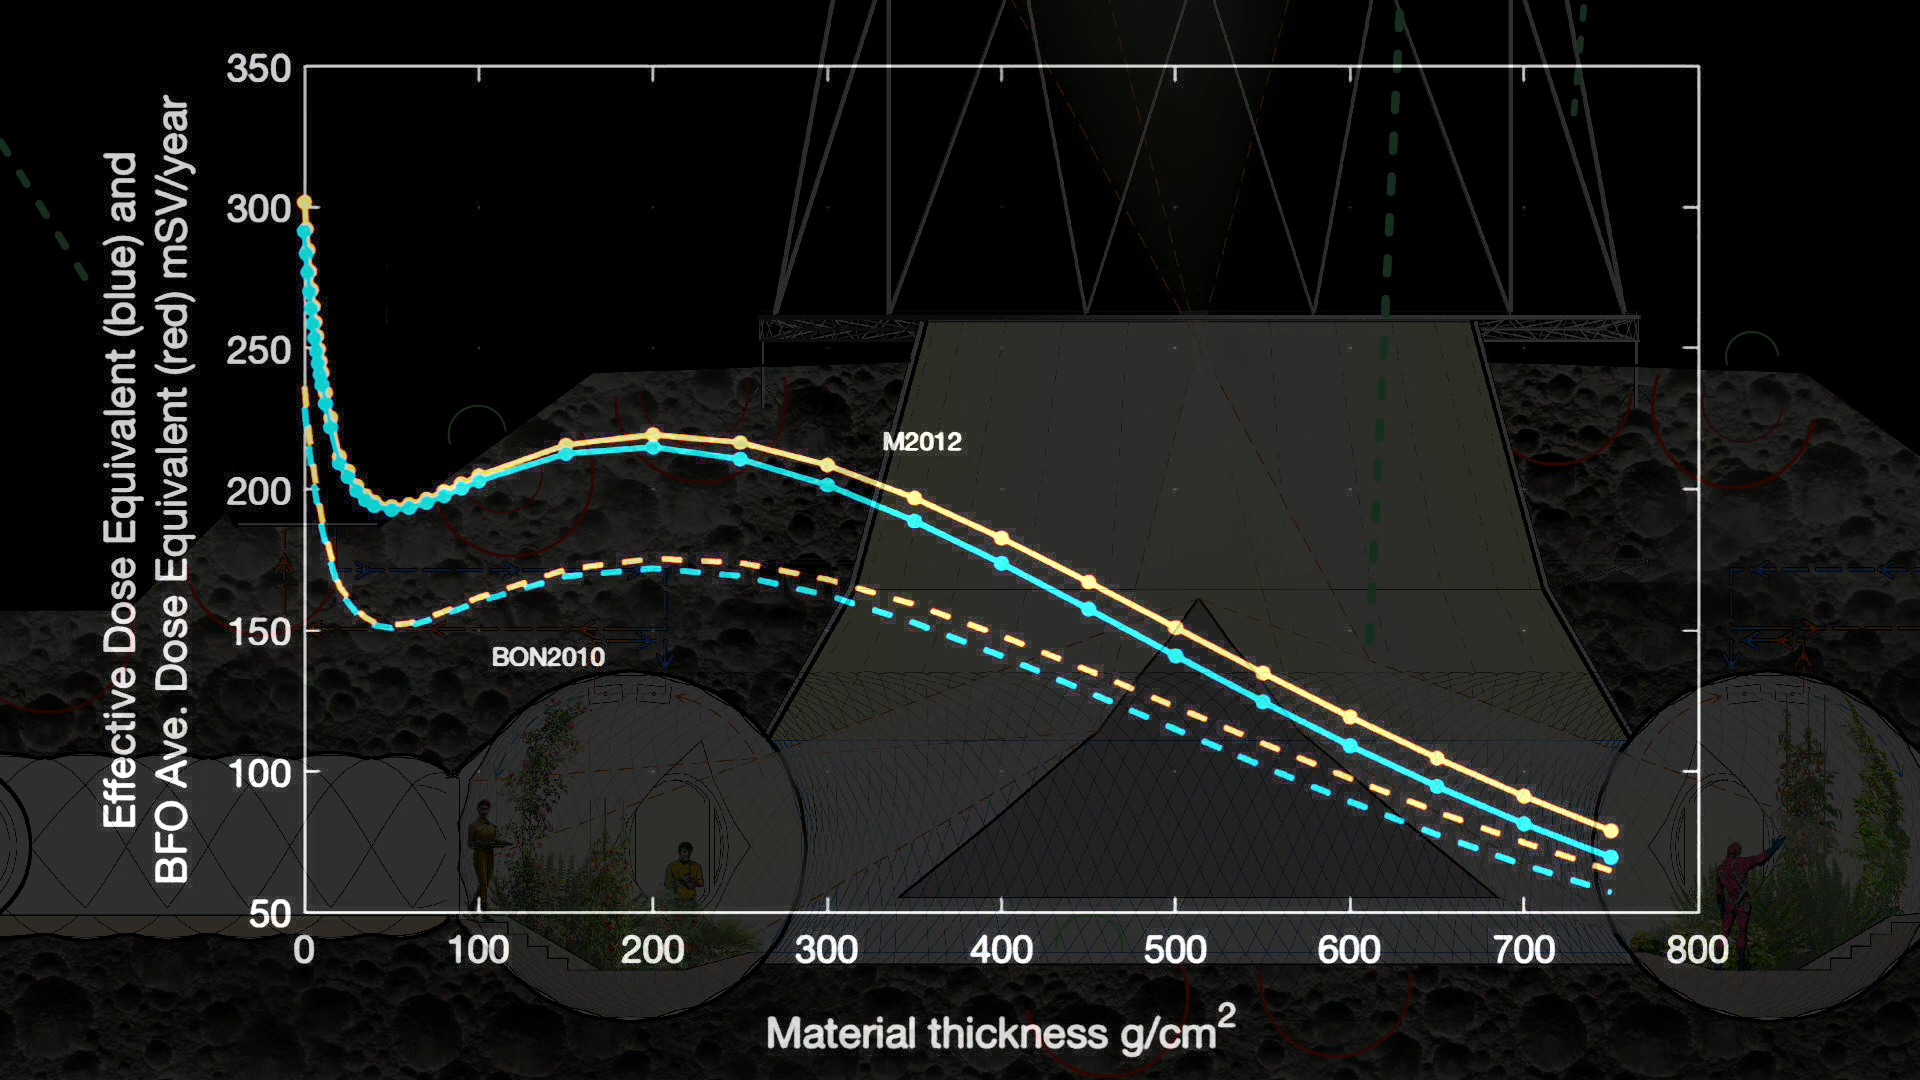 Effective Dose Equivalent (blue) and
BFO Ave. Dose Equivalent (red) mSV/year
350
300
250
200
150
100
50
M2012
BON2010
0 100 200 300 400 500 600 700 800
Material thickness g/cm²